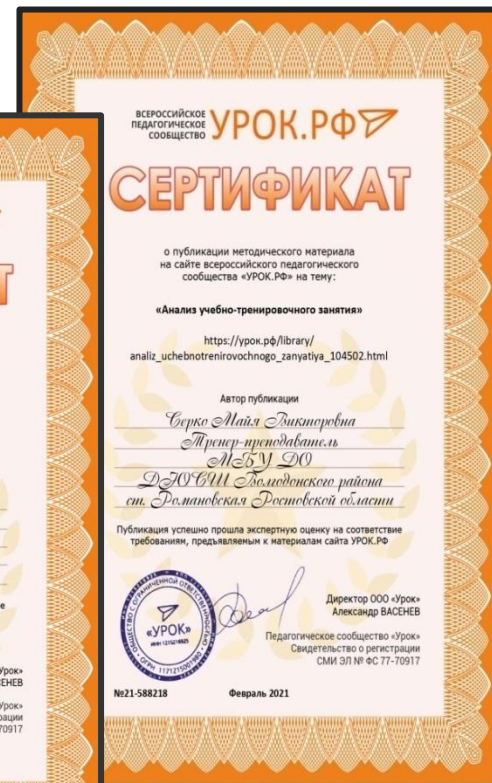 ВСЕРОССИЙСКОЕ
ПЕДАГОГИЧЕСКОЕ
СООБЩЕСТВО
УРОК.РФ
СЕРТИФИКАТ
о публикации методического материала
на сайте всероссийского педагогического
сообщества «УРОК.РФ» на тему:
«Анализ учебно-тренировочного занятия»
https://урок.рф/library/
analiz_uchebnotrenirovochnogo_zanyatiya_104502.html
Автор публикации
Серко Майя Викторовна
Тренер-преподаватель
МБУ ДО
ДЮСШ Волгодонского района
ст. Романовская Ростовской области
Публикация успешно прошла экспертную оценку на соответствие
требованиям, предъявляемым к материалам сайта УРОК.РФ
«УРОК»
Директор ООО «Урок»
Александр ВАСЕНЕВ
Педагогическое сообщество «Урок»
Свидетельство о регистрации
СМИ ЭЛ № ФС 77-70917
№21-588218
Февраль 2021